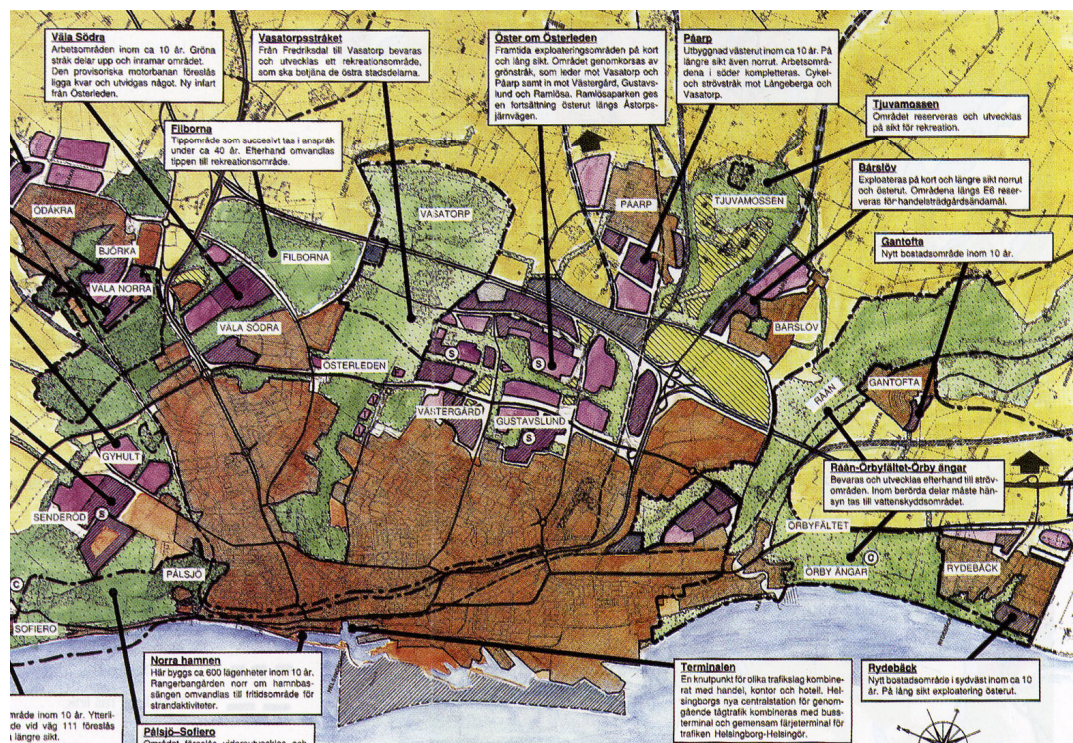 Väla Södra
Arbetsområden inom ca 10 år. Gröna
stråk delar upp och inramar området.
Den provisoriska motorbanan föreslås
ligga kvar och utvidgas något. Ny infart
från Österleden.
Vasatorpsstråket
Från Fredriksdal till Vasatorp bevaras
och utvecklas ett rekreationsområde,
som ska betjäna de östra stadsdelarna.
Öster om Österleden
Framtida exploateringsområden på kort
och lång sikt. Området genomkorsas av
grönstråk, som leder mot Vasatorp och
Påarp samt in mot Västergård, Gustavs-
lund och Ramlösa. Ramlösaparken ges
en fortsättning österut längs Åstorps-
järnvägen.
Påarp
Utbyggnad västerut inom ca 10 år. På
längre sikt även norrut. Arbetsområ-
dena i söder kompletteras. Cykel-
och strövstråk mot Långeberga och
Vasatorp.
Tjuvamossen
Området reserveras och utvecklas
på sikt för rekreation.
Filborna
Tippområde som succesivt tas i anspråk
under ca 40 år. Efterhand omvandlas
tippen till rekreationsområde.
Bårslöv
Exploateras på kort och längre sikt norrut
och österut. Områdena längs E6 reser-
veras för handelsträdgårdsändamål.
Gantofta
Nytt bostadsområde inom 10 år.
ÖDÅKRA
BJÖRKA
VÄLA NORRA
FILBORNA
VASATORP
PÅARP
TJUVAMOSSEN
VÄLA SÖDRA
ÖSTERLEDEN
BÅRSLÖV
VÄSTERGÅRD
GUSTAVSLUND
S
S
S
RÅÅN
GANTOFTA
GYHULT
SENDERÖD
S
Råån-Örbyfältet-Örby ängar
Bevaras och utvecklas efterhand till ströv-
områden. Inom berörda delar måste hän-
syn tas till vattenskyddsområdet.
ÖRBYFÄLTET
ÖRBY ÄNGAR
C
RYDEBÄCK
PÅLSJÖ
C
SOFIERO
Norra hamnen
Här byggs ca 600 lägenheter inom 10 år.
Rangerbangården norr om hamnbas-
sängen omvandlas till fritidsområde för
strandaktiviteter.
Terminalen
En knutpunkt för olika trafikslag kombine-
rat med handel, kontor och hotell. Hel-
singborgs nya centralstation för genom-
gående tågtrafik kombineras med buss-
terminal och gemensam färjeterminal för
trafiken Helsingborg-Helsingör.
Rydebäck
Nytt bostadsområde i sydväst inom ca 10
år. På lång sikt exploatering österut.
område inom 10 år. Ytterli-
de vid väg 111 föreslås
längre sikt.
Pålsjö–Sofiero